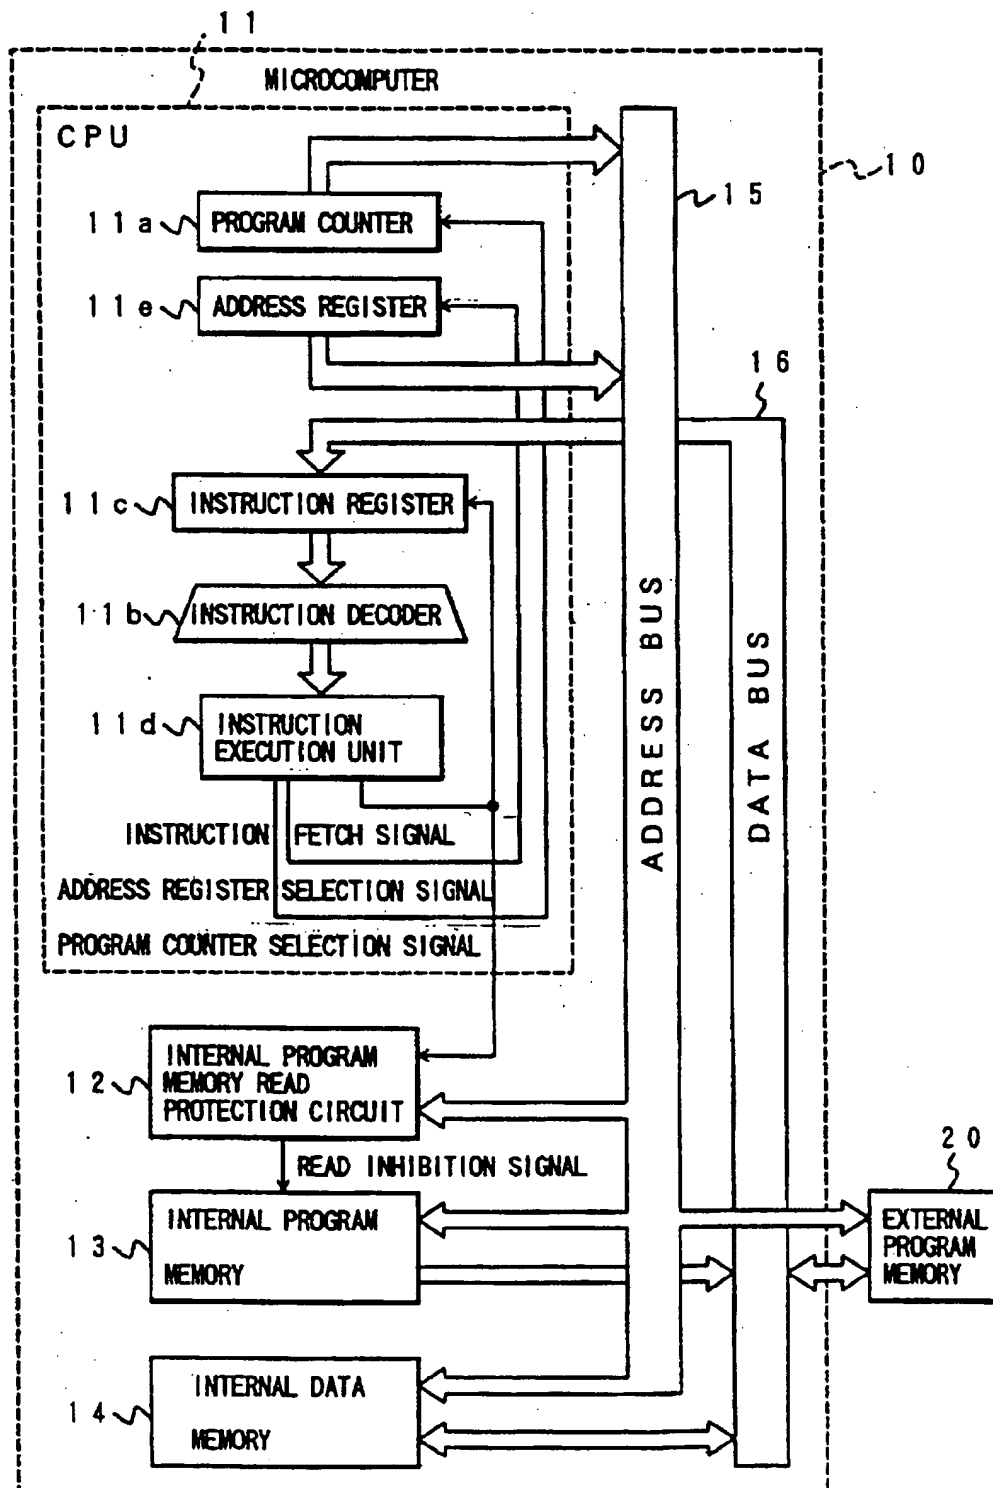 11
MICROCOMPUTER
CPU
10
15
11a
PROGRAM COUNTER
11e
ADDRESS REGISTER
16
11c
INSTRUCTION REGISTER
11b
INSTRUCTION DECODER
11d
INSTRUCTION
EXECUTION UNIT
ADDRESS BUS
DATA BUS
INSTRUCTION FETCH SIGNAL
ADDRESS REGISTER SELECTION SIGNAL
PROGRAM COUNTER SELECTION SIGNAL
12
INTERNAL PROGRAM
MEMORY READ
PROTECTION CIRCUIT
READ INHIBITION SIGNAL
20
13
INTERNAL PROGRAM
MEMORY
EXTERNAL
PROGRAM
MEMORY
14
INTERNAL DATA
MEMORY